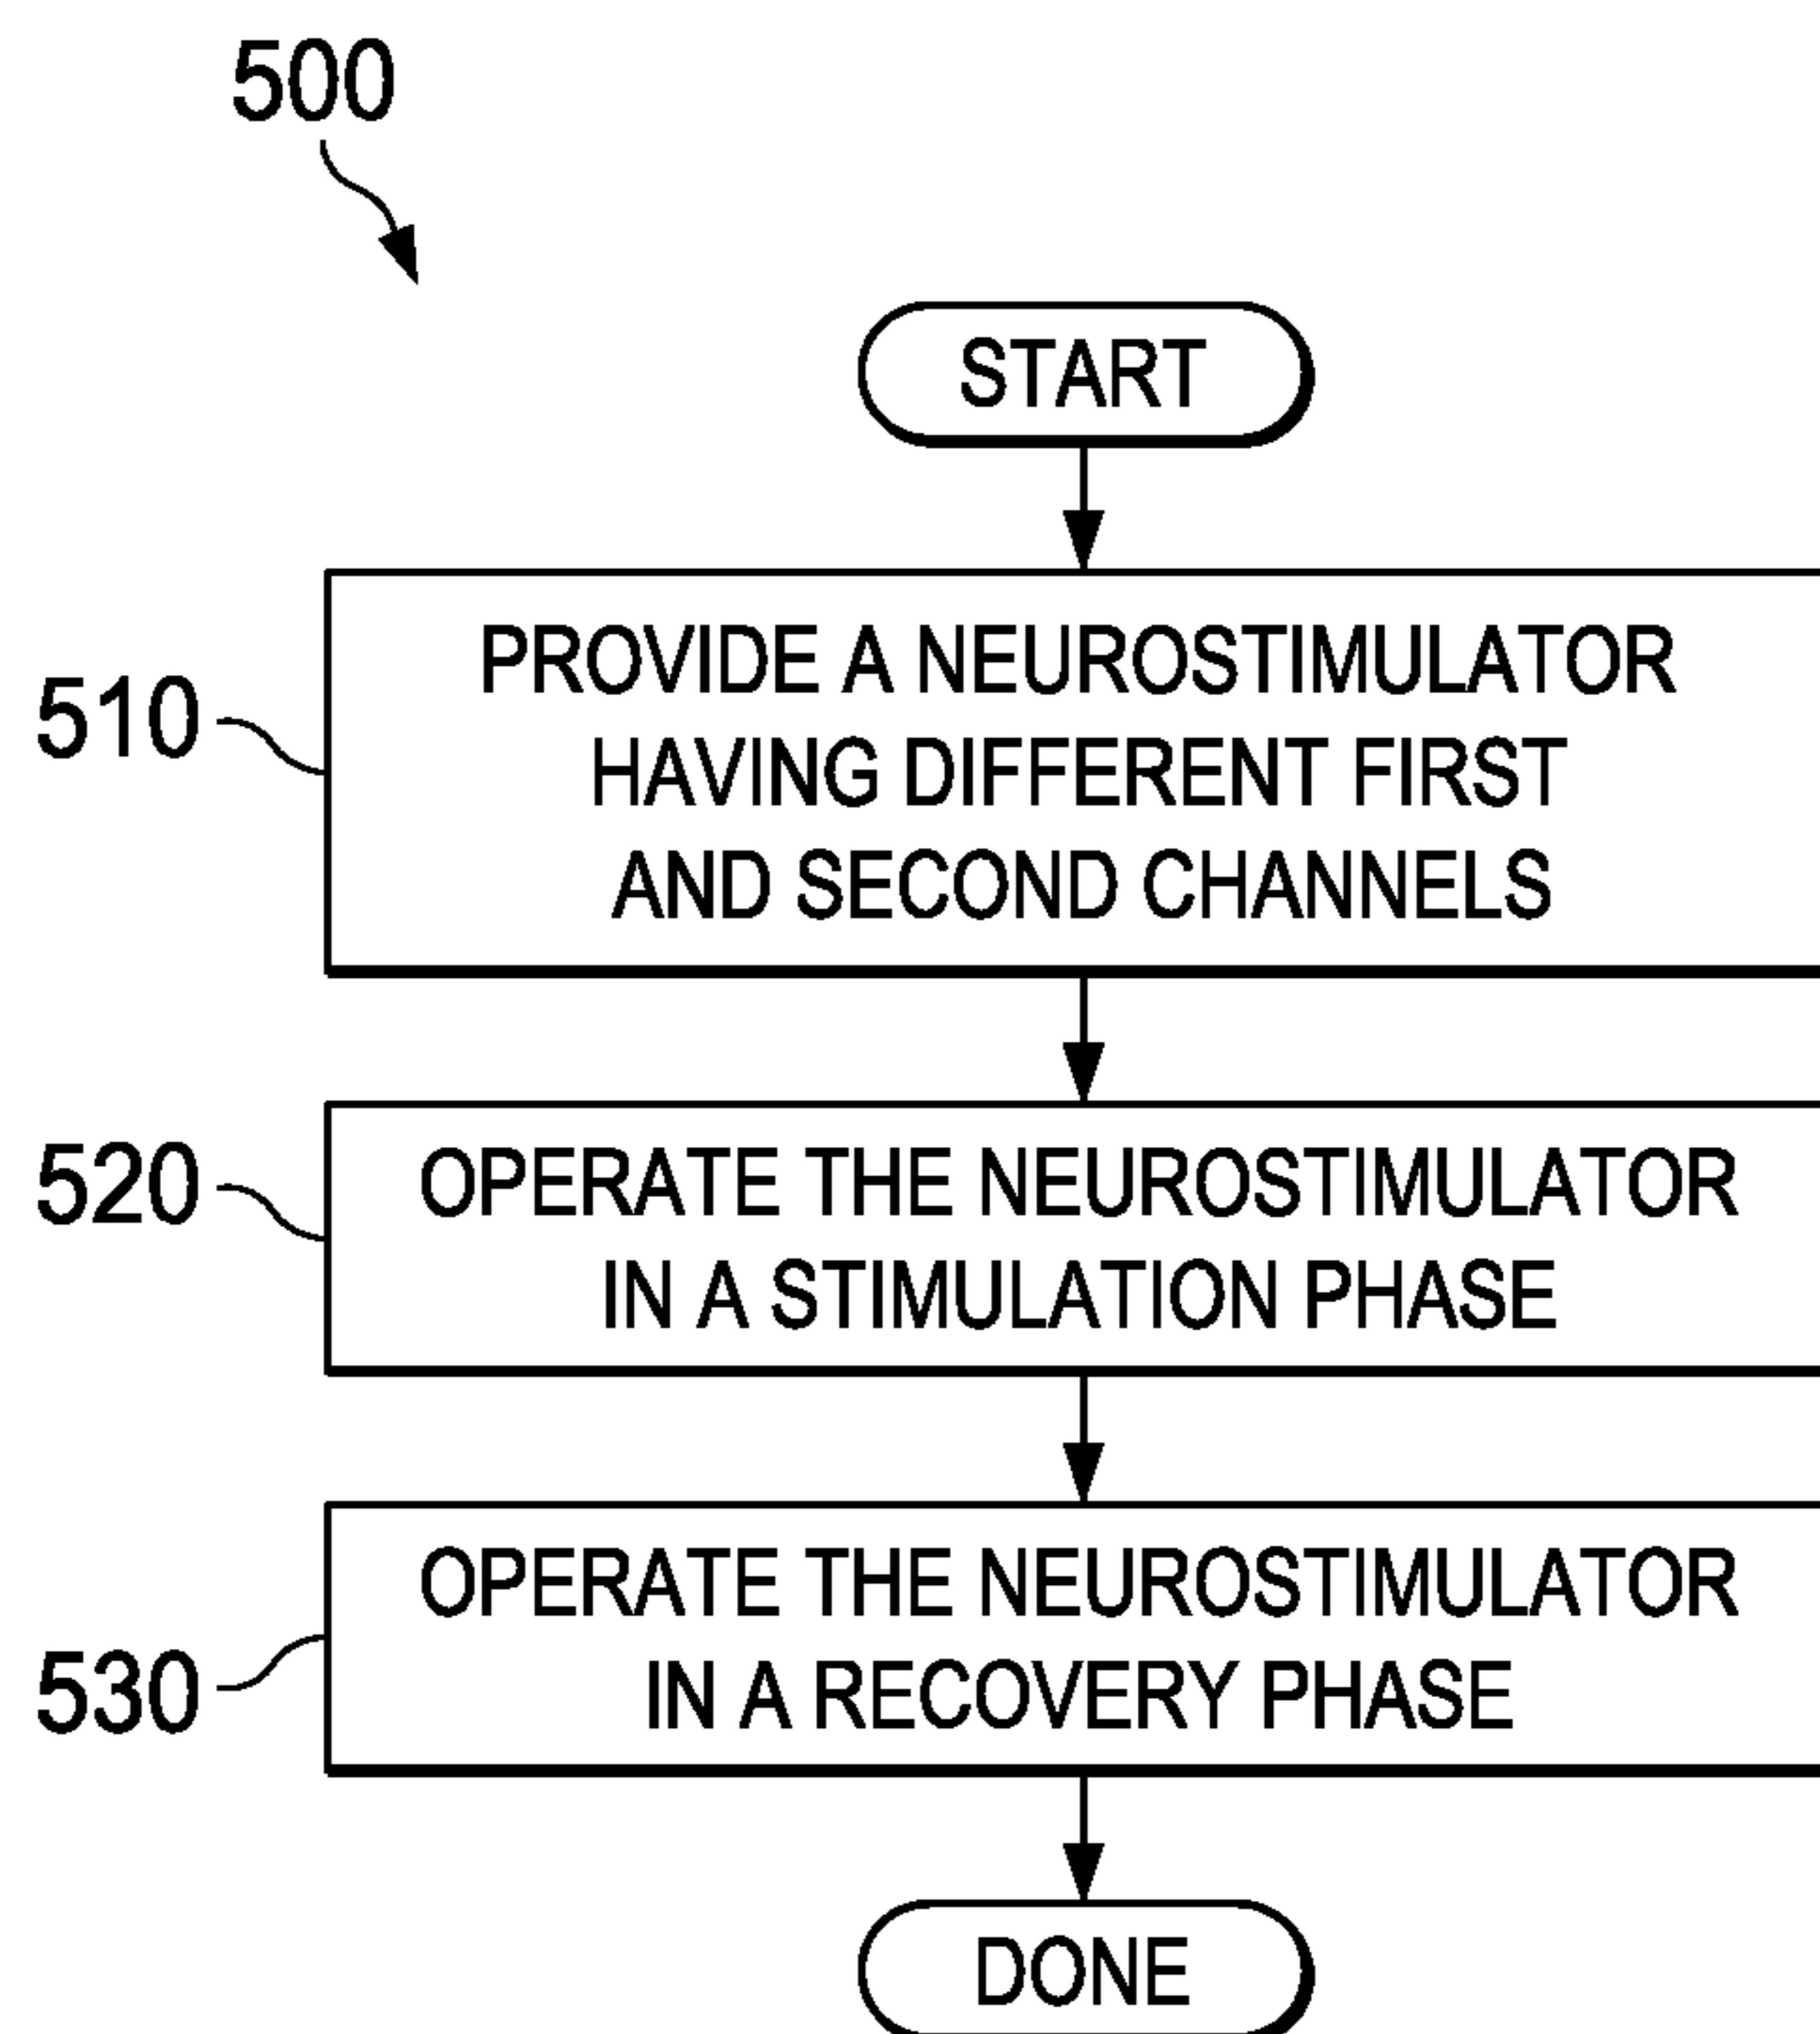 500
START
510
PROVIDE A NEUROSTIMULATOR
HAVING DIFFERENT FIRST
AND SECOND CHANNELS
520
OPERATE THE NEUROSTIMULATOR
IN A STIMULATION PHASE
530
OPERATE THE NEUROSTIMULATOR
IN A RECOVERY PHASE
DONE